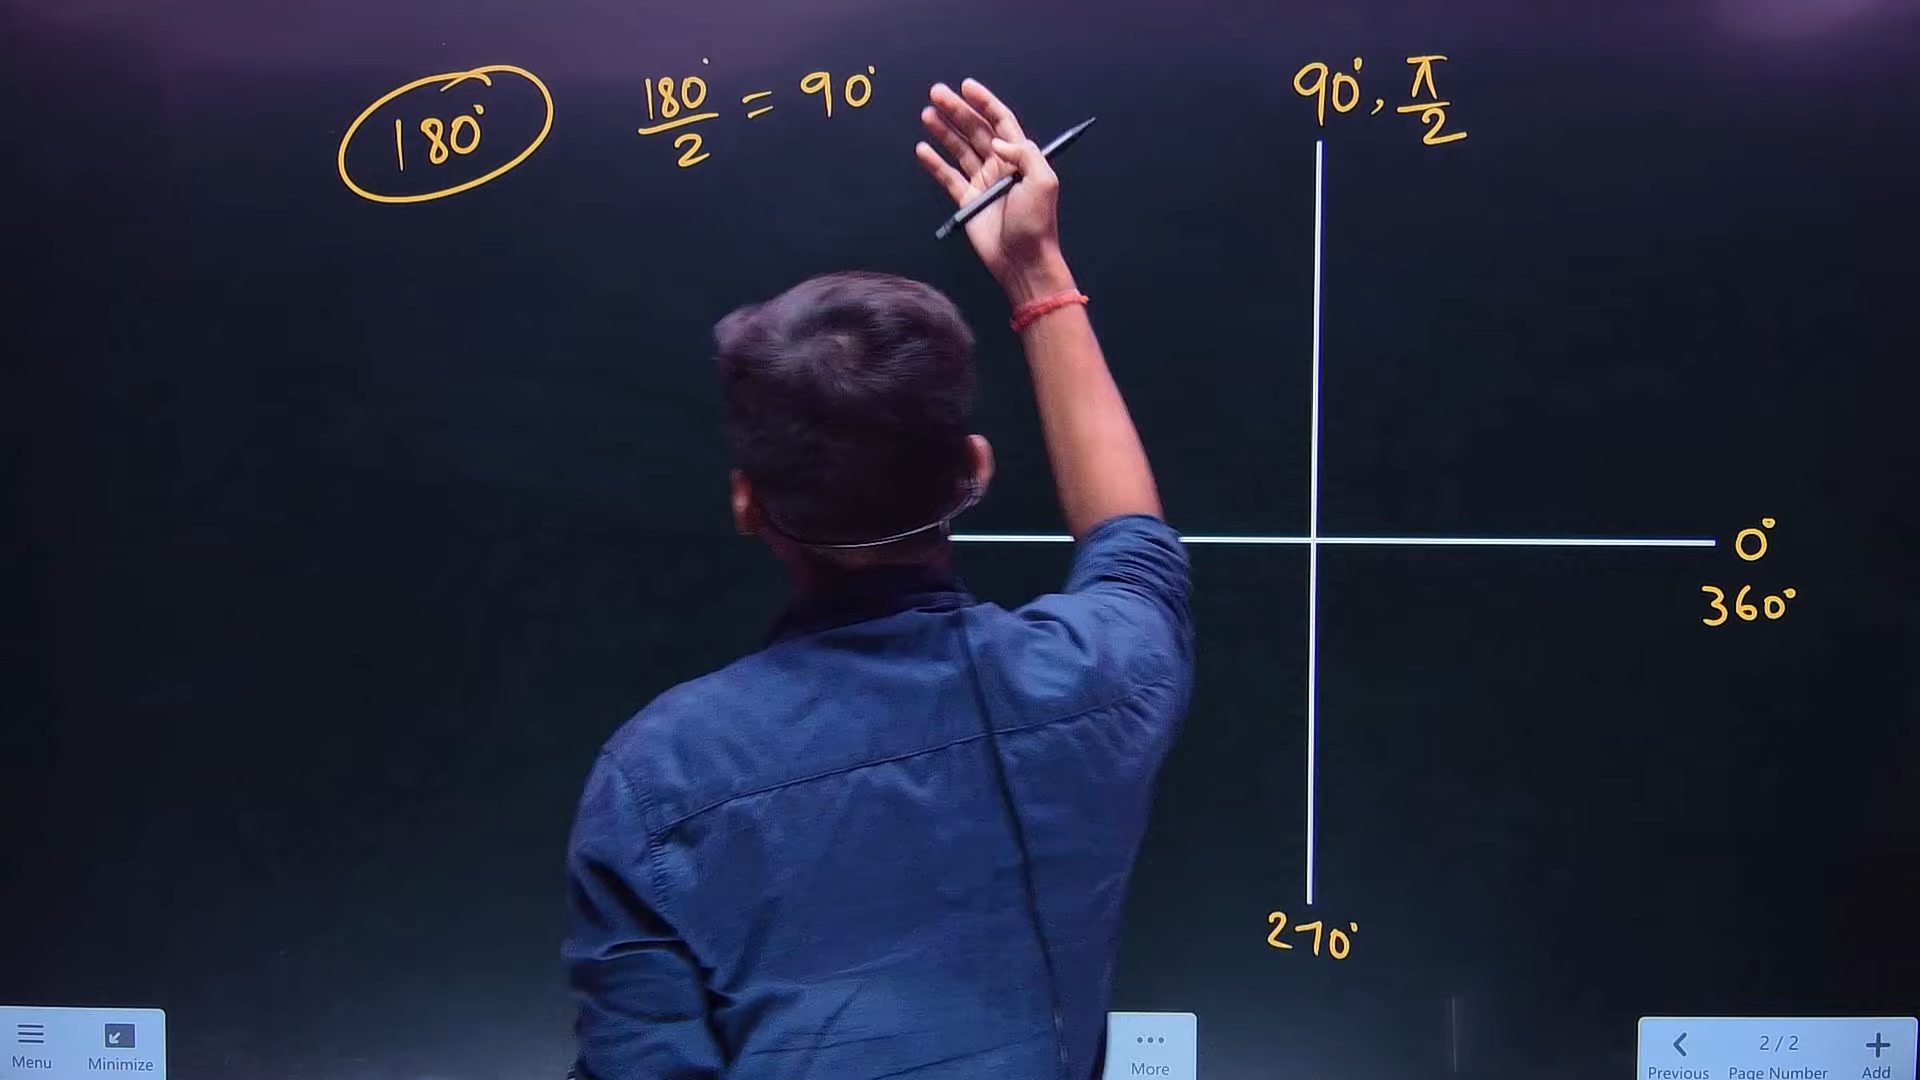 180°
180°/2 = 90°
90°, π/2
0°
360°
270°
Menu
Minimize
More
2 / 2
Previous
Page Number
Add